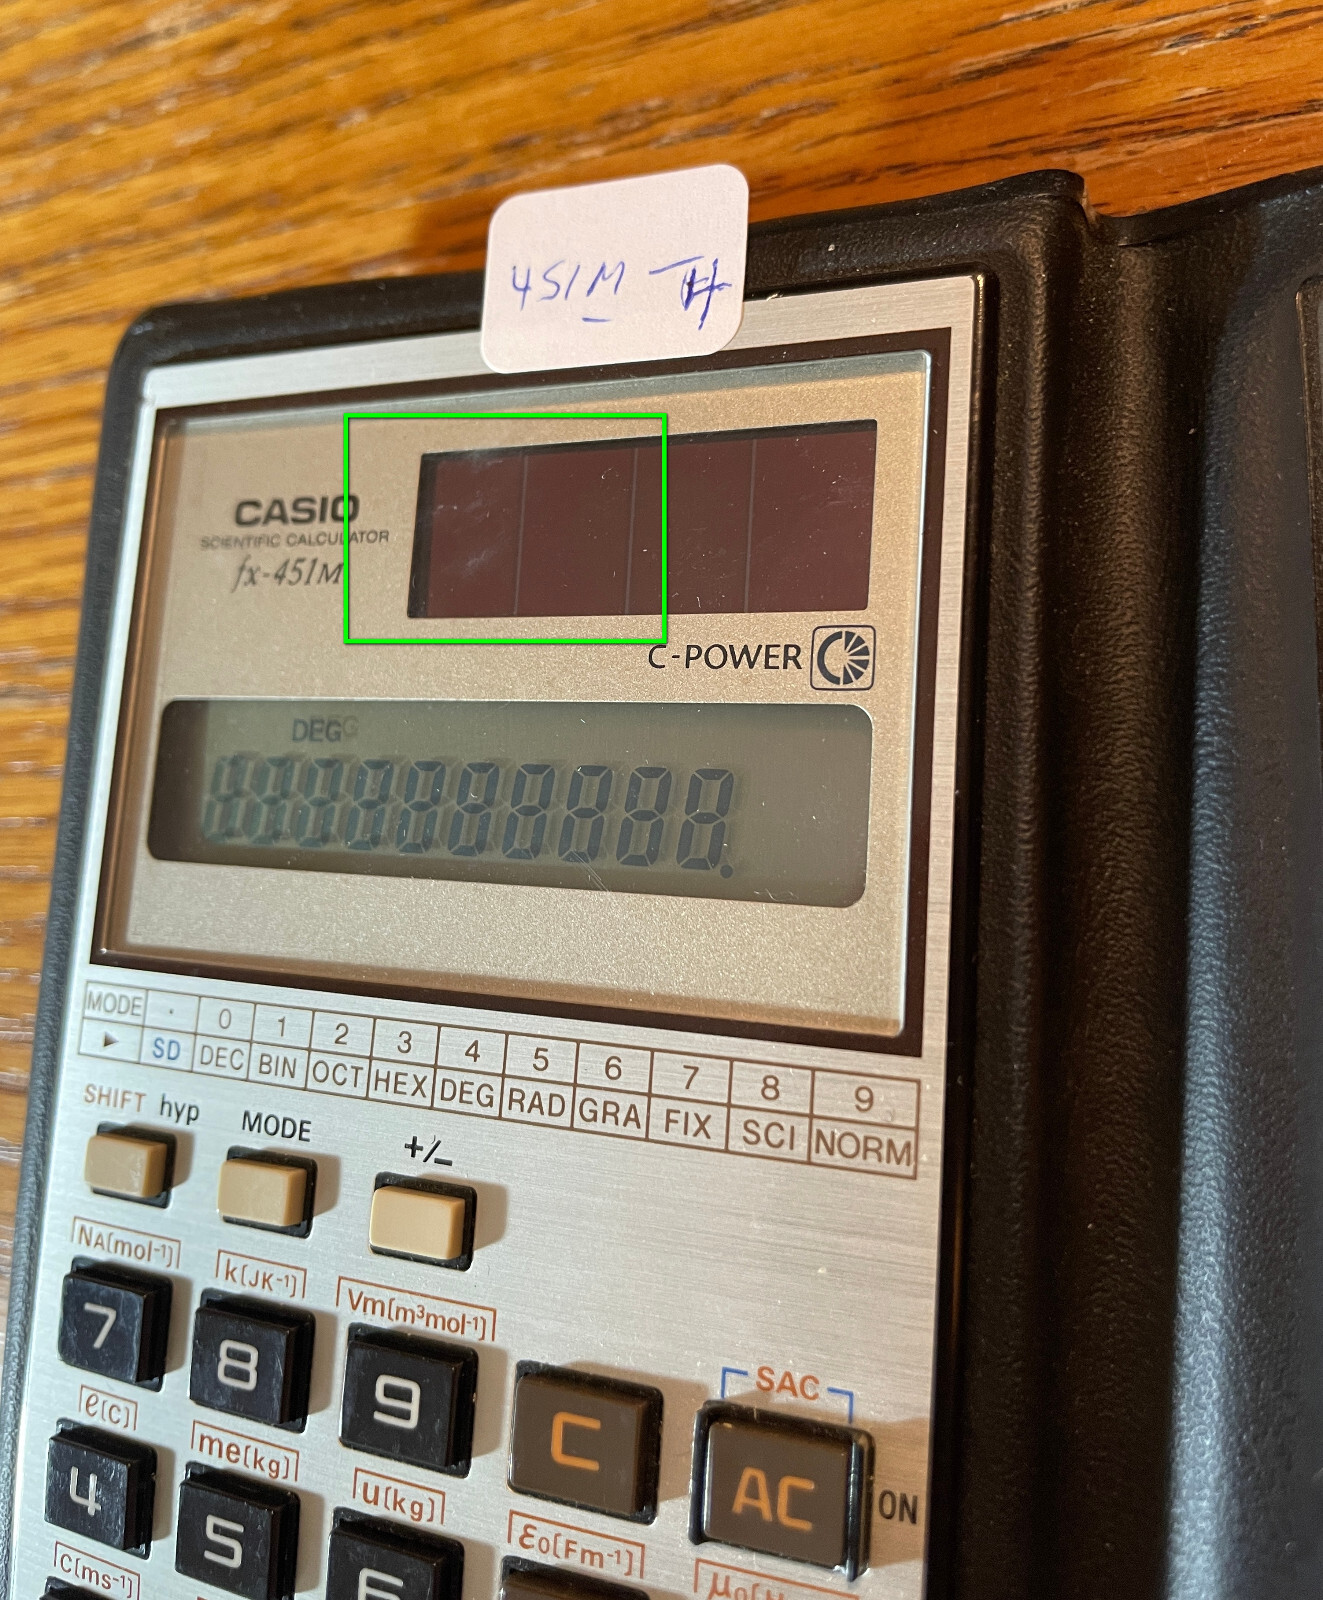 451M
CASIO
SCIENTIFIC CALCULATOR
fx-451M
C-POWER
DEG G
MODE · 0 1 2 3 4 5 6 7 8 9
▶ SD DEC BIN OCT HEX DEG RAD GRA FIX SCI NORM
SHIFT hyp MODE +/−
NA[mol⁻¹] k[JK⁻¹] Vm[m³mol⁻¹]
7 8 9 C
SAC
AC ON
e[C] me[kg] u[kg] ε0[Fm⁻¹]
4 5 6
C[ms⁻¹]